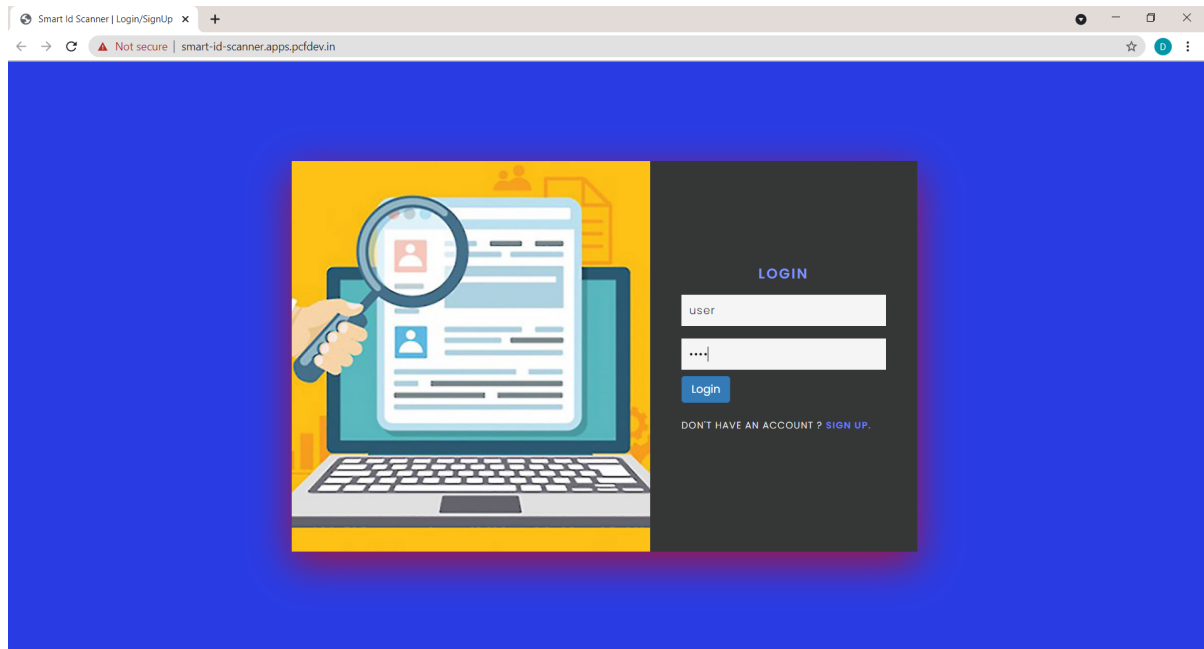 Smart Id Scanner | Login/SignUp
Not secure | smart-id-scanner.apps.pcfdev.in
D
LOGIN
user
••••
Login
DON'T HAVE AN ACCOUNT ? SIGN UP.